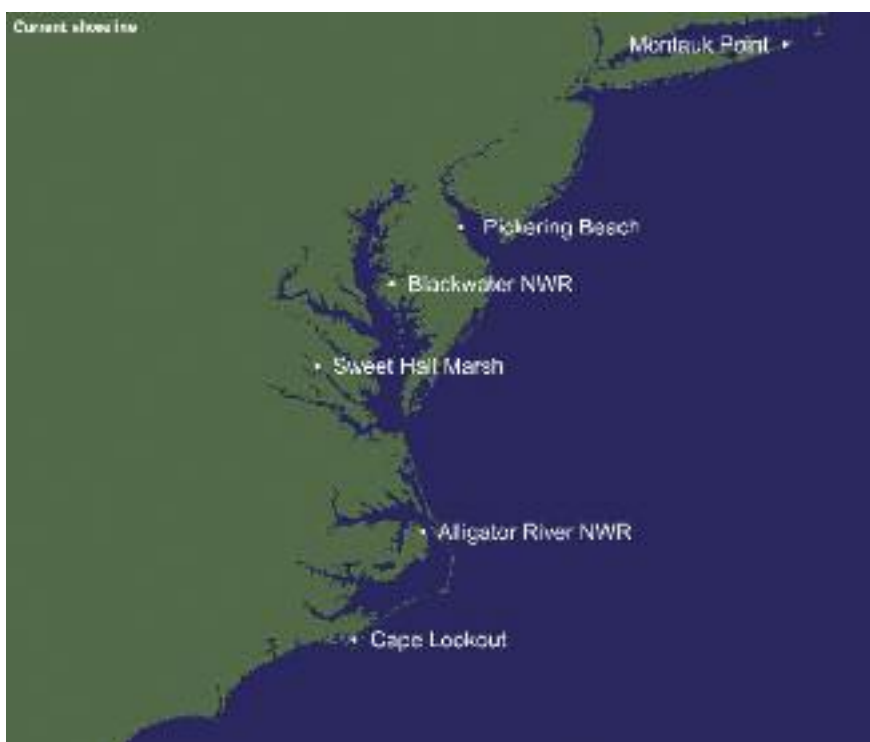 Current shoreline
Montauk Point
Pickering Beach
Blackwater NWR
Sweet Hall Marsh
Alligator River NWR
Cape Lookout